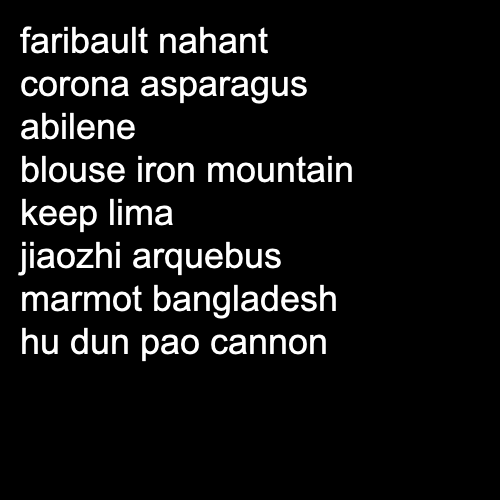 faribault nahant
corona asparagus
abilene
blouse iron mountain
keep lima
jiaozhi arquebus
marmot bangladesh
hu dun pao cannon